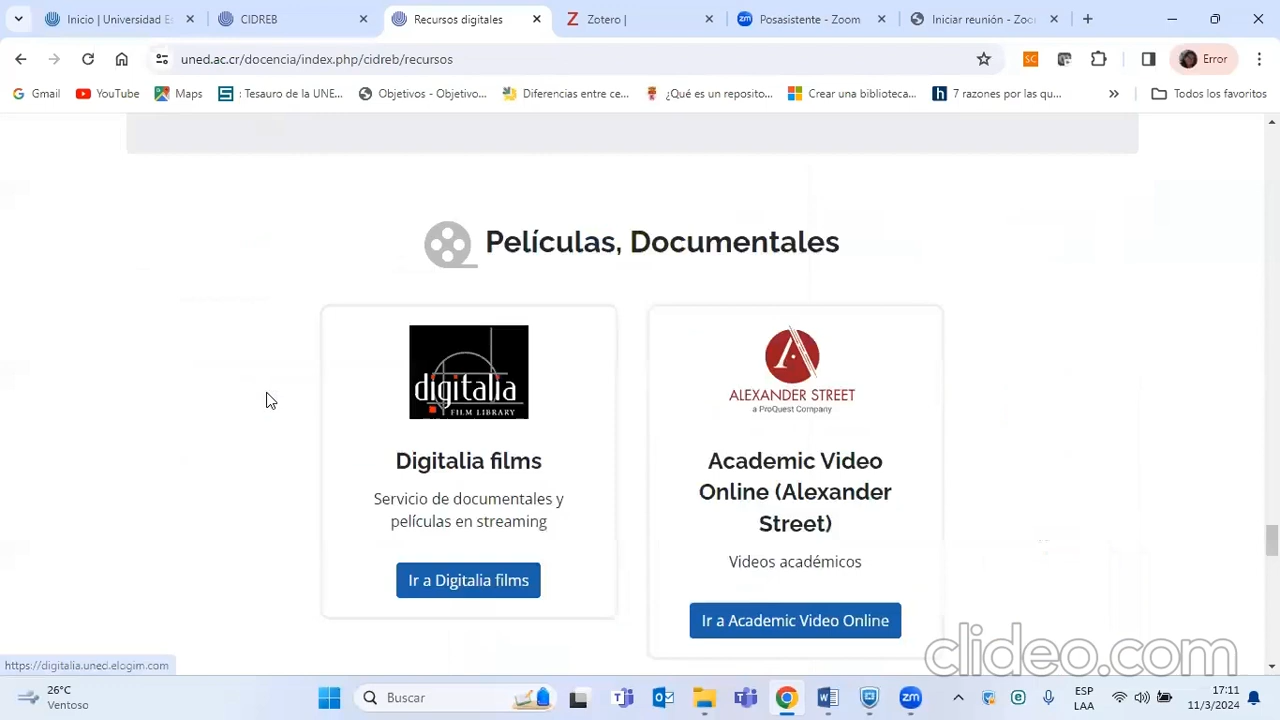 Inicio | Universidad E
CIDREB
Recursos digitales
Zotero |
Posasistente - Zoom
Iniciar reunión - Zoo
uned.ac.cr/docencia/index.php/cidreb/recursos
SC
Error
Gmail
YouTube
Maps
: Tesauro de la UNE...
Objetivos - Objetivo...
Diferencias entre ce...
¿Qué es un reposito...
Crear una biblioteca...
7 razones por las qu...
Todos los favoritos
Películas, Documentales
digitalia
FILM LIBRARY
Digitalia films
Servicio de documentales y
películas en streaming
Ir a Digitalia films
ALEXANDER STREET
a ProQuest Company
Academic Video
Online (Alexander
Street)
Videos académicos
Ir a Academic Video Online
clideo.com
https://digitalia.uned.elogim.com
26°C
Ventoso
Buscar
ESP
LAA
17:11
11/3/2024